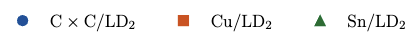 C × C/LD₂ Cu/LD₂ Sn/LD₂